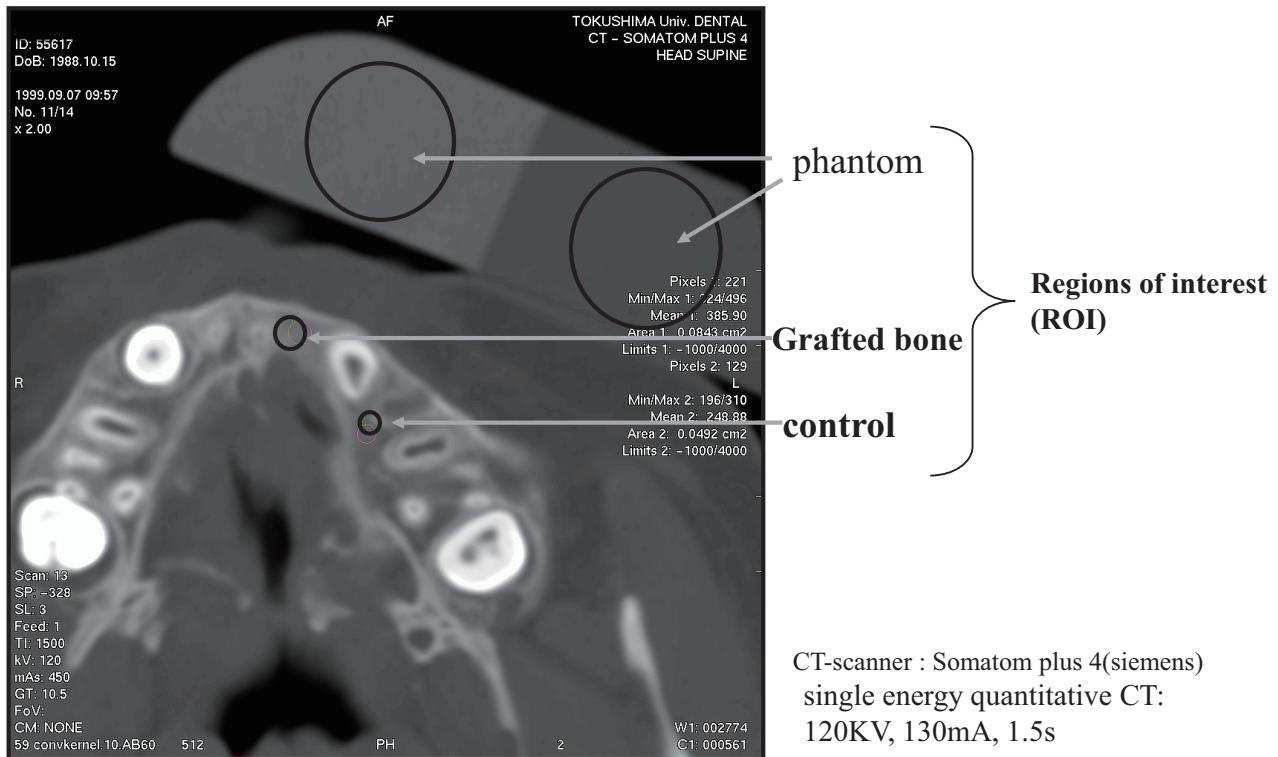 AF
TOKUSHIMA Univ. DENTAL
CT – SOMATOM PLUS 4
HEAD SUPINE
ID: 55617
DoB: 1988.10.15
1999.09.07 09:57
No. 11/14
x 2.00
phantom
Pixels 1: 221
Min/Max 1: 324/496
Mean 1: 385.90
Area 1: 0.0843 cm2
Limits 1: –1000/4000
Pixels 2: 129
L
Min/Max 2: 196/310
Mean 2: 248.88
Area 2: 0.0492 cm2
Limits 2: –1000/4000
R
Grafted bone
control
Regions of interest
(ROI)
Scan: 13
SP: –328
SL: 3
Feed: 1
TI: 1500
kV: 120
mAs: 450
GT: 10.5
FoV:
CM: NONE
59 convkernel.10.AB60 512
PH
2
W1: 002774
C1: 000561
CT-scanner : Somatom plus 4(siemens)
single energy quantitative CT:
120KV, 130mA, 1.5s